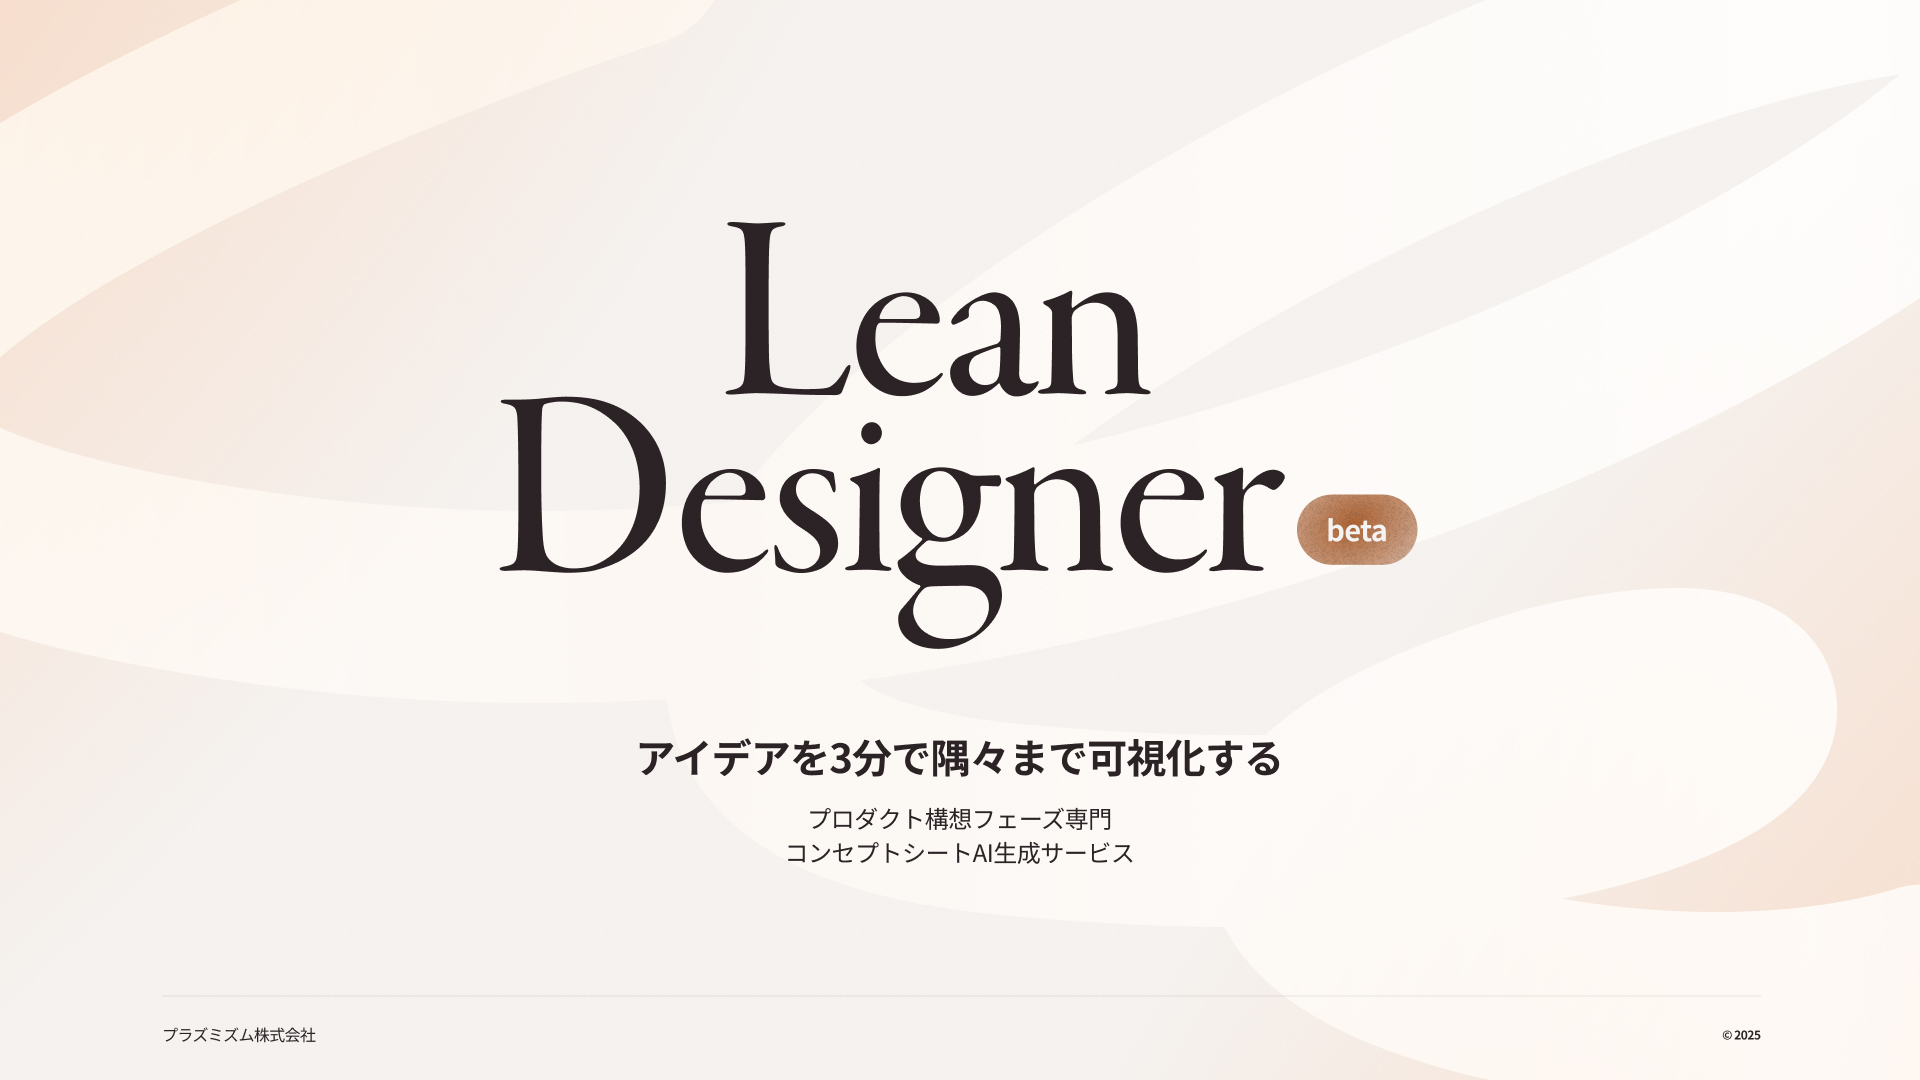 Lean
Designer
beta
アイデアを3分で隅々まで可視化する
プロダクト構想フェーズ専門
コンセプトシートAI生成サービス
プラズミズム株式会社
© 2025